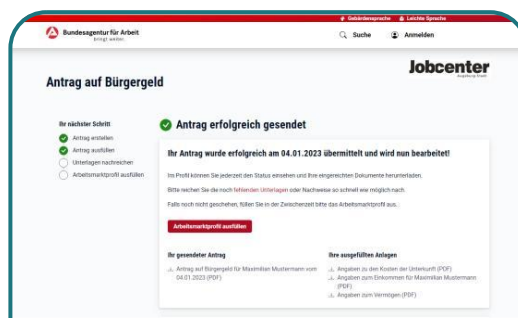 Gebärdensprache Leichte Sprache
Bundesagentur für Arbeit
bringt weiter.
Suche Anmelden
Jobcenter
Augsburg Stadt
Antrag auf Bürgergeld
Ihr nächster Schritt
Antrag erstellen
Antrag ausfüllen
Unterlagen nachreichen
Arbeitsmarktprofil ausfüllen
Antrag erfolgreich gesendet
Ihr Antrag wurde erfolgreich am 04.01.2023 übermittelt und wird nun bearbeitet!
Im Profil können Sie jederzeit den Status einsehen und Ihre eingereichten Dokumente herunterladen.
Bitte reichen Sie die noch fehlenden Unterlagen oder Nachweise so schnell wie möglich nach.
Falls noch nicht geschehen, füllen Sie in der Zwischenzeit bitte das Arbeitsmarktprofil aus.
Arbeitsmarktprofil ausfüllen
Ihr gesendeter Antrag
Antrag auf Bürgergeld für Maximilian Mustermann vom
04.01.2023 (PDF)
Ihre ausgefüllten Anlagen
Angaben zu den Kosten der Unterkunft (PDF)
Angaben zum Einkommen für Maximilian Mustermann
(PDF)
Angaben zum Vermögen (PDF)